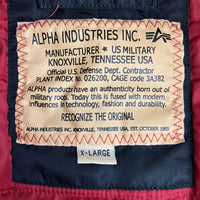 ALPHA INDUSTRIES INC.
MANUFACTURER ★ US MILITARY
KNOXVILLE, TENNESSEE USA
Official U.S. Defense Dept. Contractor
PLANT INDEX NO. 026200, CAGE code 3A382
ALPHA products have an authenticity born out of
military roots. Today this is fused with modern
influences in technology, fashion and durability.
RECOGNIZE THE ORIGINAL
ALPHA INDUSTRIES INC. KNOXVILLE, TENNESSEE, USA, EST. OCTOBER 1959
X-LARGE